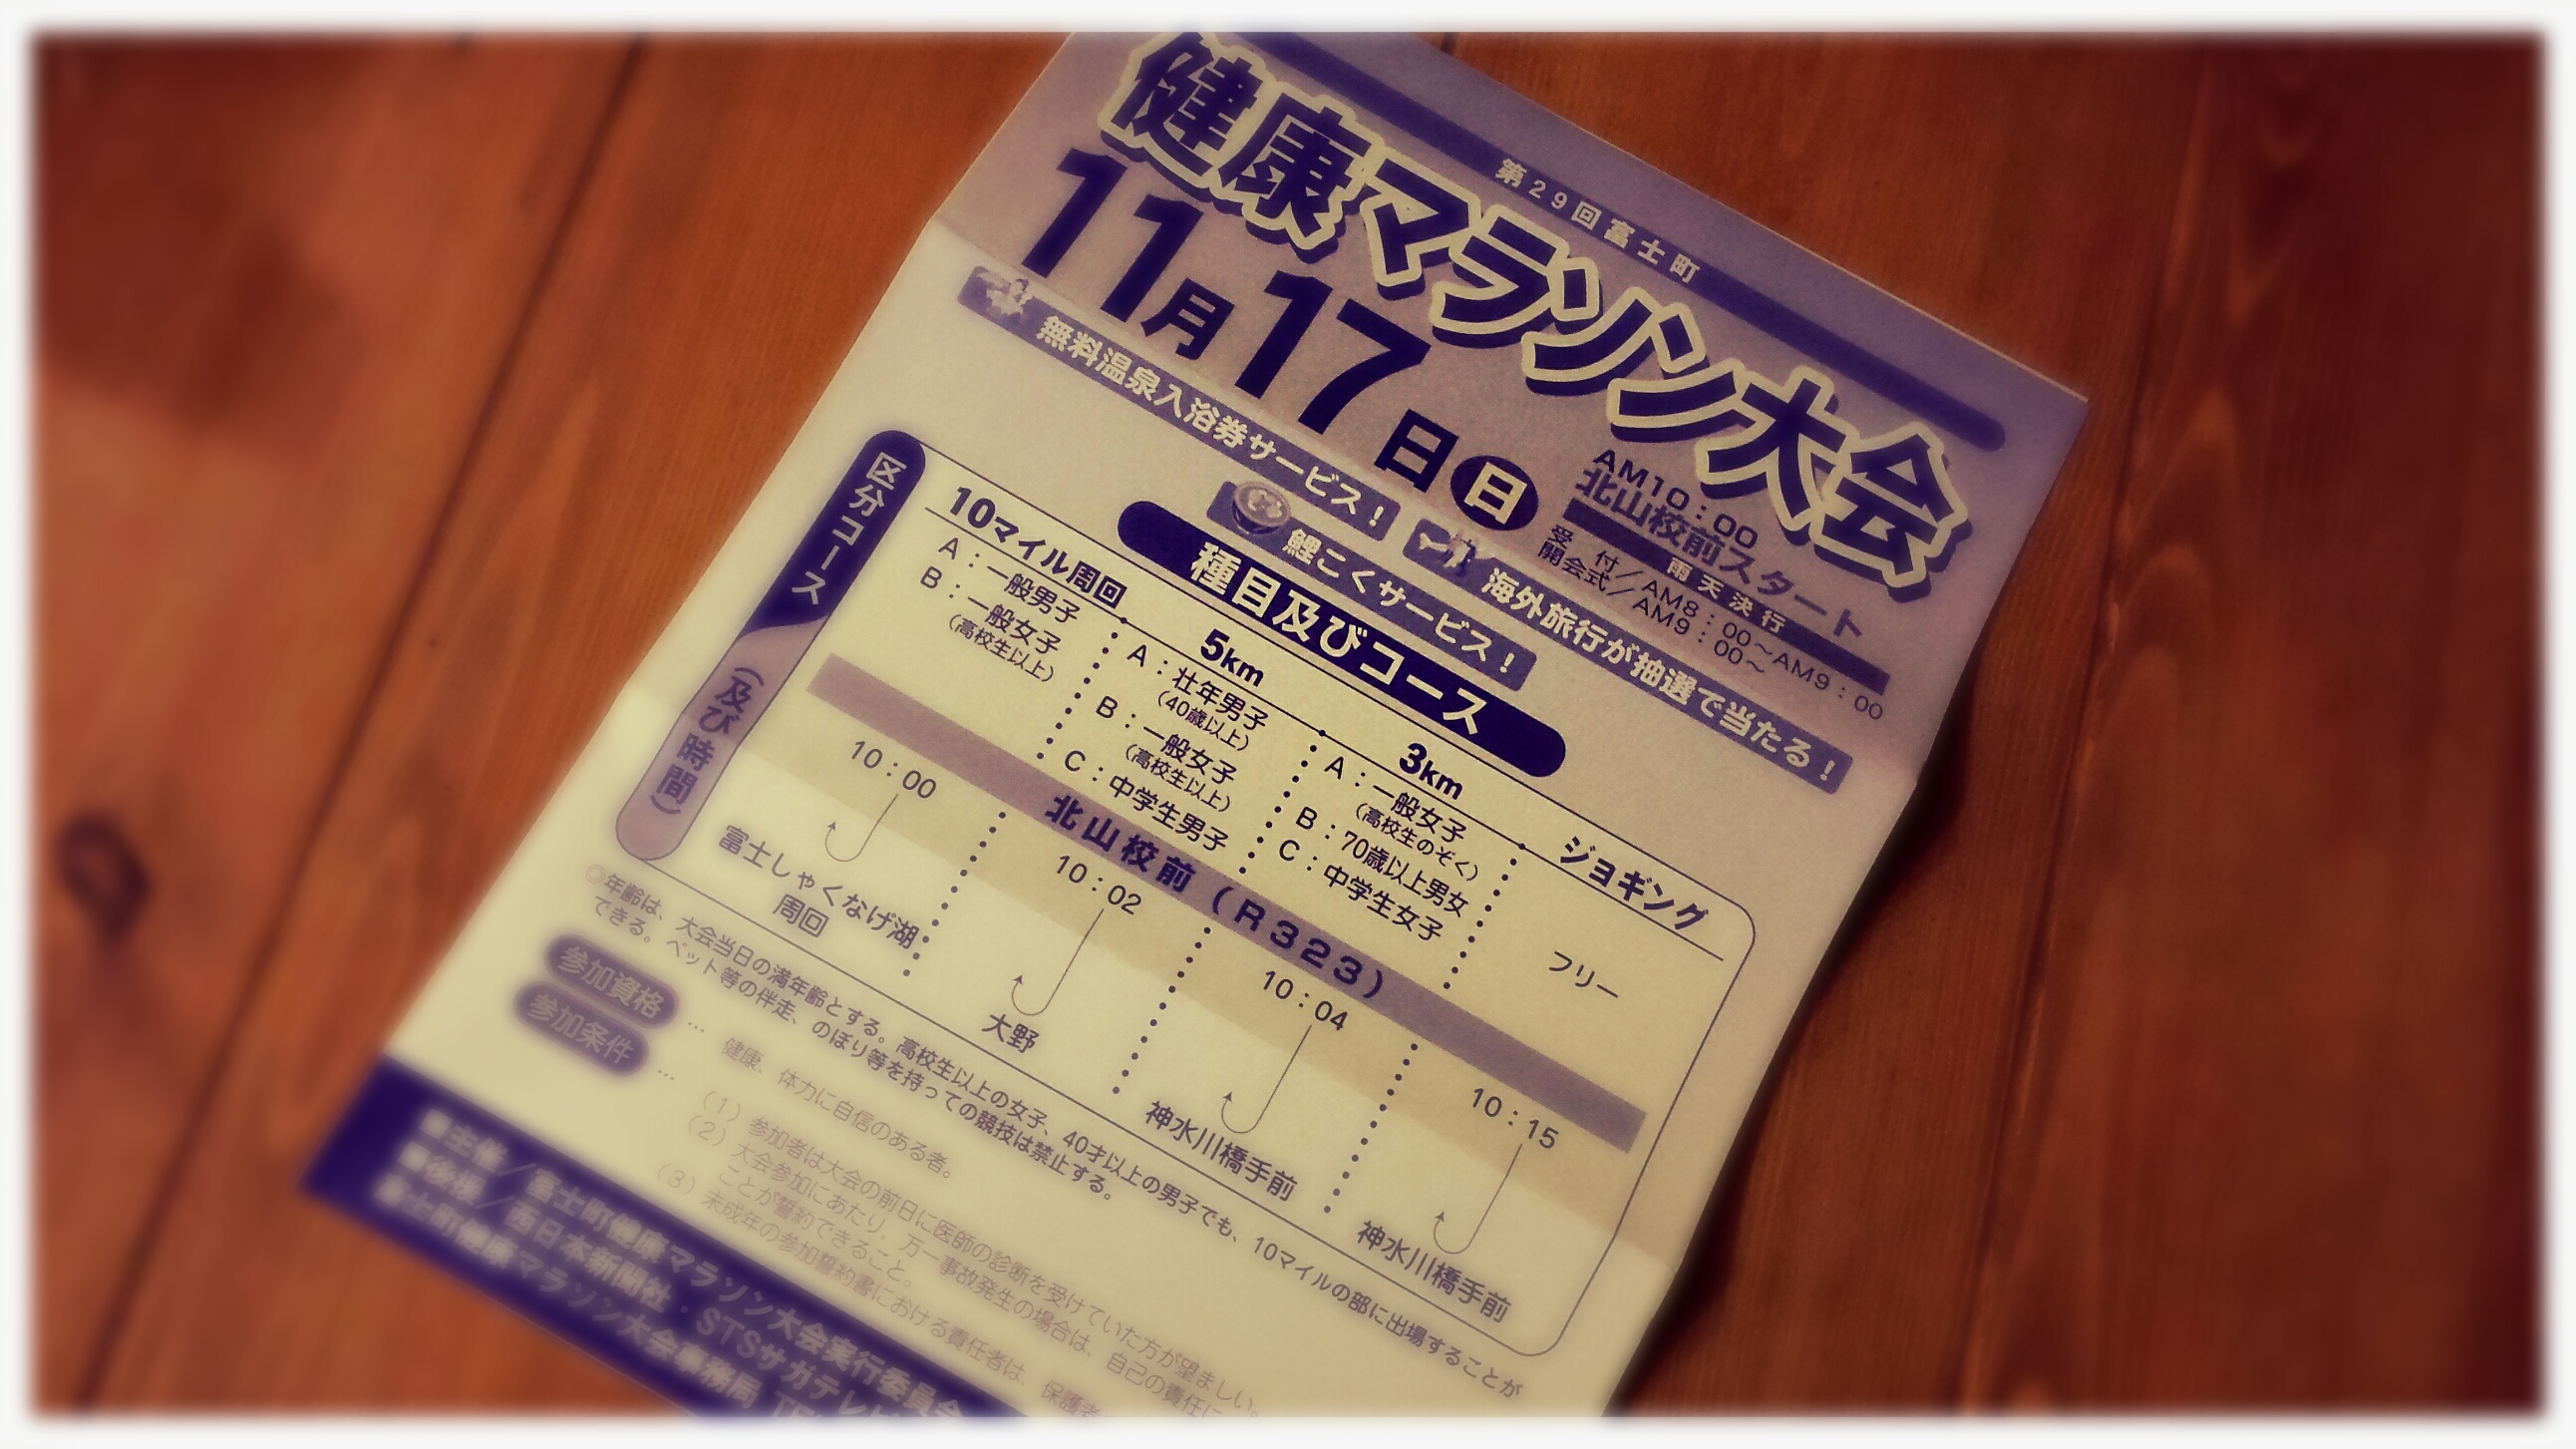 第29回富士町
健康マラソン大会
11月17日(日)
AM10:00
北山校前スタート
雨天決行
受　付／AM8:00～AM9:00
開会式／AM9:00～
無料温泉入浴券サービス!
鯉こくサービス!
海外旅行が抽選で当たる!
種目及びコース
区分コース
(及び時間)
10マイル周回
A：一般男子
B：一般女子
(高校生以上)
5km
A：壮年男子
(40歳以上)
B：一般女子
(高校生以上)
C：中学生男子
3km
A：一般女子
(高校生のぞく)
B：70歳以上男女
C：中学生女子
ジョギング
フリー
北山校前(R323)
10:00
富士しゃくなげ湖
周回
10:02
大野
10:04
神水川橋手前
10:15
神水川橋手前
◎年齢は、大会当日の満年齢とする。高校生以上の女子、40才以上の男子でも、10マイルの部に出場することが
できる。ペット等の伴走、のぼり等を持っての競技は禁止する。
参加資格 … 健康、体力に自信のある者。
参加条件 … (1) 参加者は大会の前日に医師の診断を受けていた方が望ましい。
(2) 大会参加にあたり、万一事故発生の場合は、自己の責任に
ことが誓約できること。
(3) 未成年の参加誓約書における責任者は、保護者
■主催／富士町健康マラソン大会実行委員会
■後援／西日本新聞社・STSサガテレビ
富士町健康マラソン大会事務局